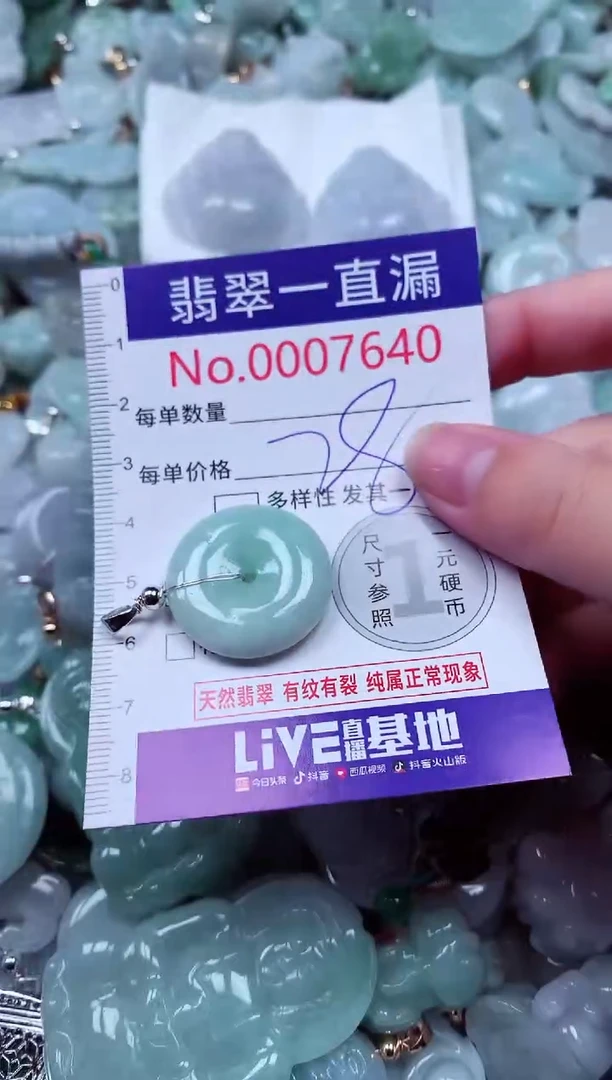 翡翠一直漏
No.0007640
每单数量
每单价格
28
多样性 发其一
尺寸参照
1
一元硬币
天然翡翠 有纹有裂 纯属正常现象
LiVE直播基地
今日头条 抖音 西瓜视频 抖音火山版
0
1
2
3
4
5
6
7
8